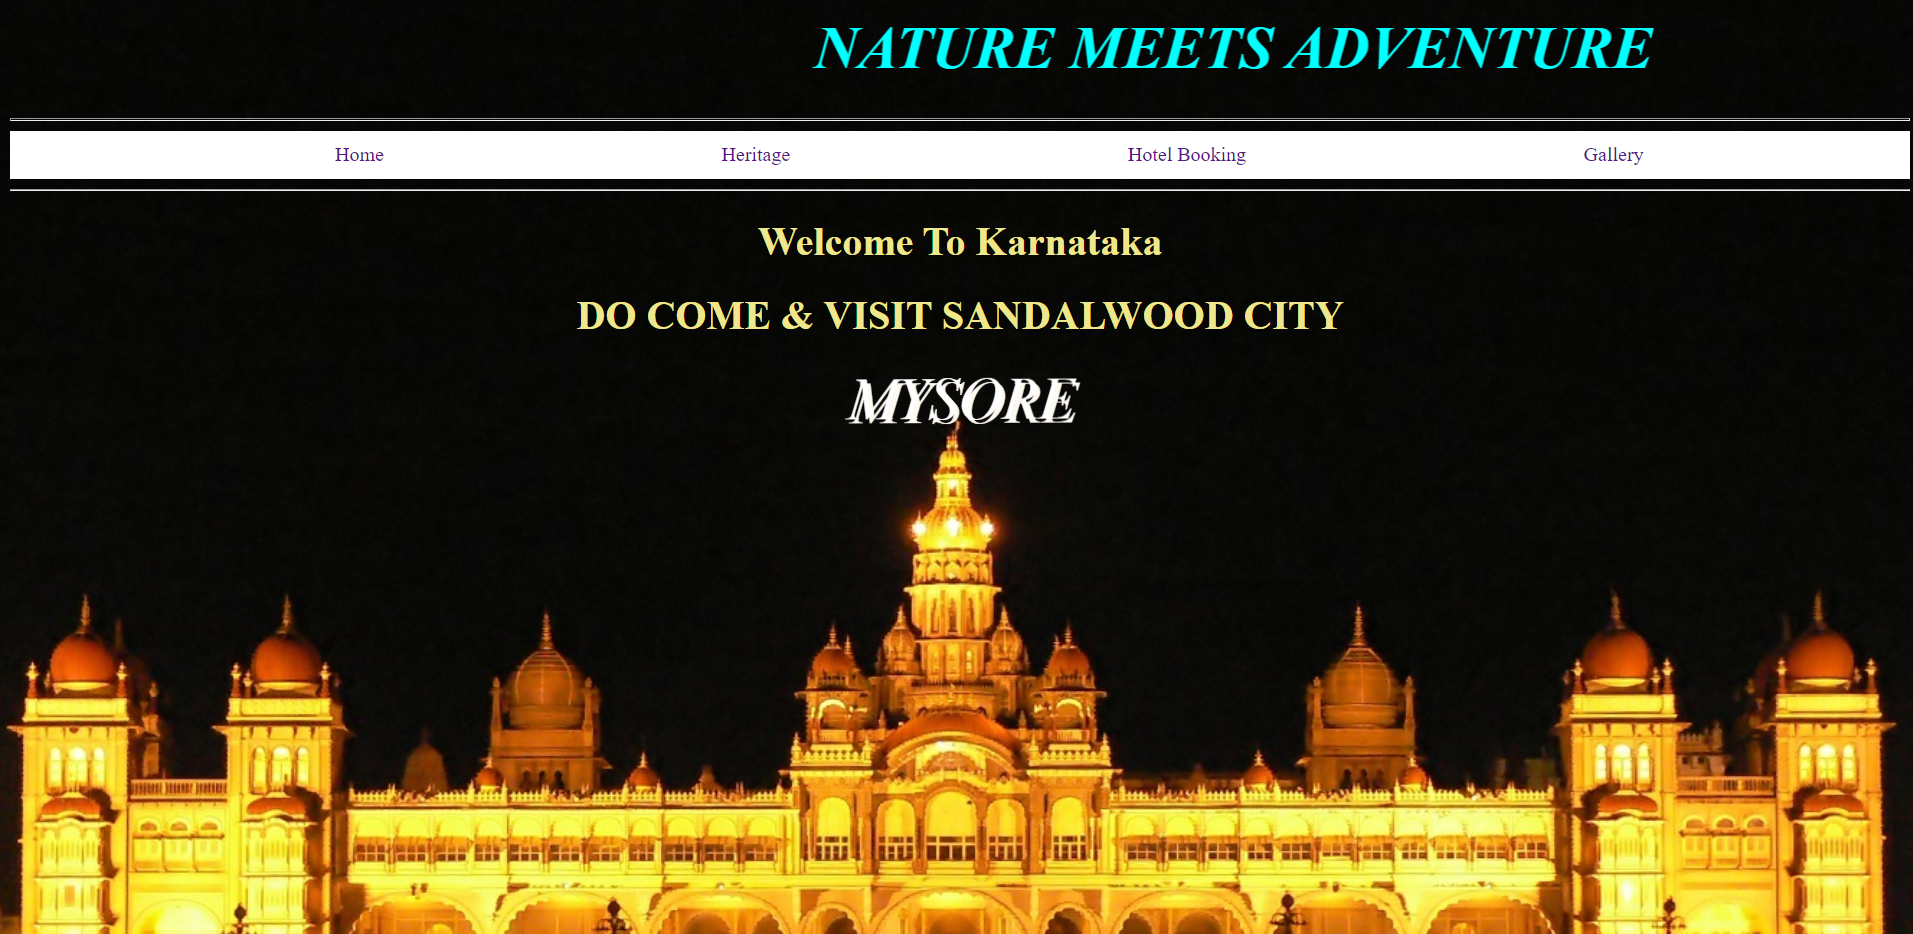 NATURE MEETS ADVENTURE
Home Heritage Hotel Booking Gallery
Welcome To Karnataka
DO COME & VISIT SANDALWOOD CITY
MYSORE